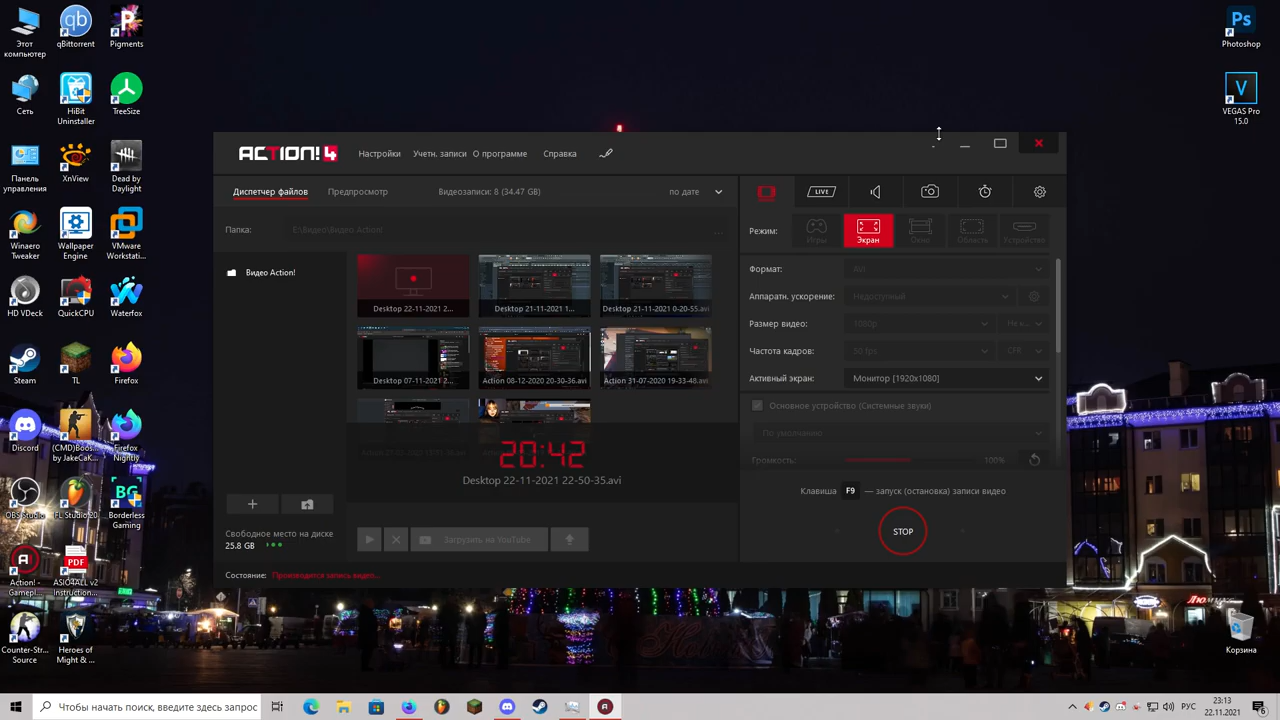 Этот компьютер
qBittorrent
Pigments
Photoshop
Сеть
HiBit Uninstaller
TreeSize
VEGAS Pro 15.0
Панель управления
XnView
Dead by Daylight
Winaero Tweaker
Wallpaper Engine
VMware Workstati...
HD VDeck
QuickCPU
Waterfox
Steam
TL
Firefox
Discord
(CMD)Boos... by JakeCaK...
Firefox Nightly
OBS Studio
FL Studio 20
Borderless Gaming
Action! - Gamepl...
ASIO4ALL v2 Instruction...
Counter-Str... Source
Heroes of Might & ...
Корзина
ACTION! 4
Настройки
Учетн. записи
О программе
Справка
Диспетчер файлов
Предпросмотр
Видеозаписи: 8 (34.47 GB)
по дате
LIVE
Папка:
E:\Видео\Видео Action!
...
Режим:
Игры
Экран
Окно
Области
Устройство
Видео Action!
Desktop 22-11-2021 2...
Desktop 21-11-2021 1...
Desktop 21-11-2021 0-20-55.avi
Desktop 07-11-2021 2...
Action 08-12-2020 20-30-36.avi
Action 31-07-2020 19-33-48.avi
Формат:
AVI
Аппаратн. ускорение:
Недоступный
Размер видео:
1080p
Частота кадров:
50 fps
CFR
Активный экран:
Монитор [1920x1080]
Основное устройство (Системные звуки)
По умолчанию
Громкость:
100%
20:42
Desktop 22-11-2021 22-50-35.avi
Клавиша F9 — запуск (остановка) записи видео
STOP
Загрузить на YouTube
Свободное место на диске
25.8 GB
Состояние: Производится запись видео...
Чтобы начать поиск, введите здесь запрос
РУС
23:13
22.11.2021
6